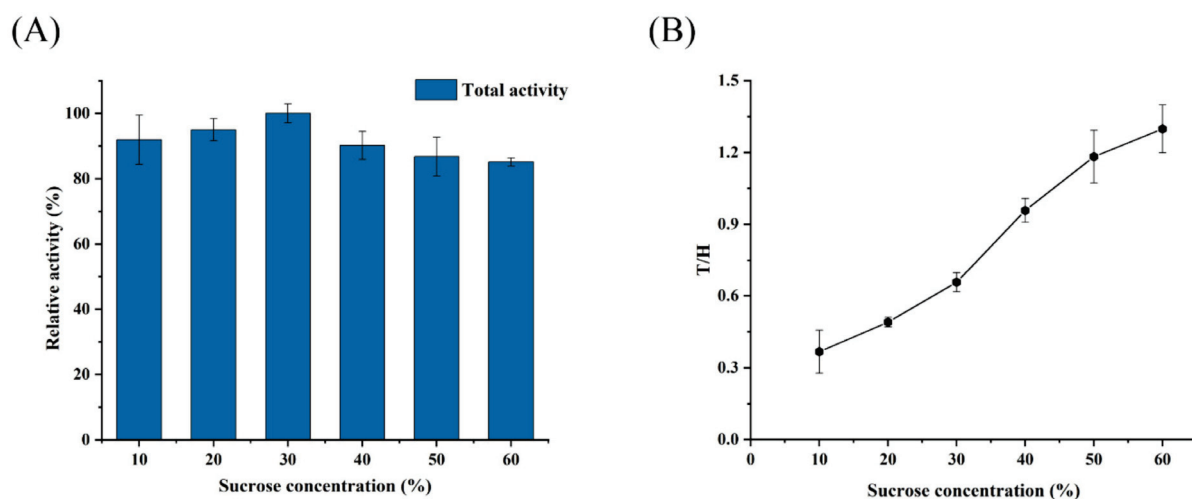 (A)
Total activity
100
80
60
40
20
0
Relative activity (%)
10 20 30 40 50 60
Sucrose concentration (%)
(B)
1.5
1.2
0.9
0.6
0.3
0.0
T/H
0 10 20 30 40 50 60
Sucrose concentration (%)